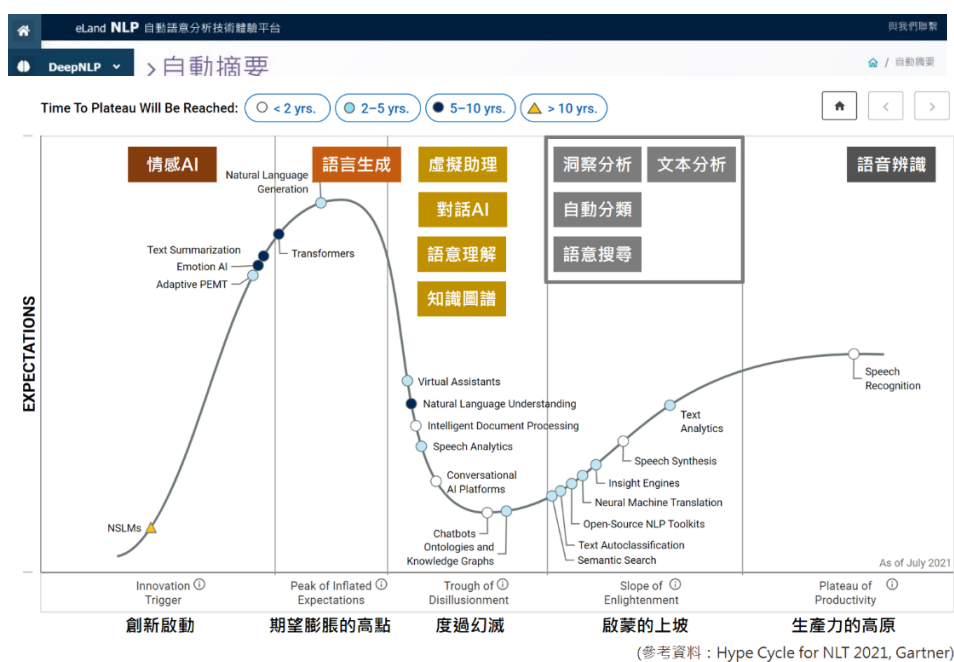 eLand NLP 自動語意分析技術體驗平台
與我們聯繫
DeepNLP
自動摘要
/ 自動摘要
Time To Plateau Will Be Reached:
< 2 yrs.
2–5 yrs.
5–10 yrs.
> 10 yrs.
情感AI
語言生成
虛擬助理
洞察分析
文本分析
語音辨識
對話AI
自動分類
語意理解
語意搜尋
知識圖譜
EXPECTATIONS
Natural Language
Generation
Text Summarization
Emotion AI
Adaptive PEMT
Transformers
NSLMs
Virtual Assistants
Natural Language Understanding
Intelligent Document Processing
Speech Analytics
Conversational
AI Platforms
Chatbots
Ontologies and
Knowledge Graphs
Speech
Recognition
Text
Analytics
Speech Synthesis
Insight Engines
Neural Machine Translation
Open-Source NLP Toolkits
Text Autoclassification
Semantic Search
As of July 2021
Innovation
Trigger
Peak of Inflated
Expectations
Trough of
Disillusionment
Slope of
Enlightenment
Plateau of
Productivity
創新啟動
期望膨脹的高點
度過幻滅
啟蒙的上坡
生產力的高原
(參考資料：Hype Cycle for NLT 2021, Gartner)